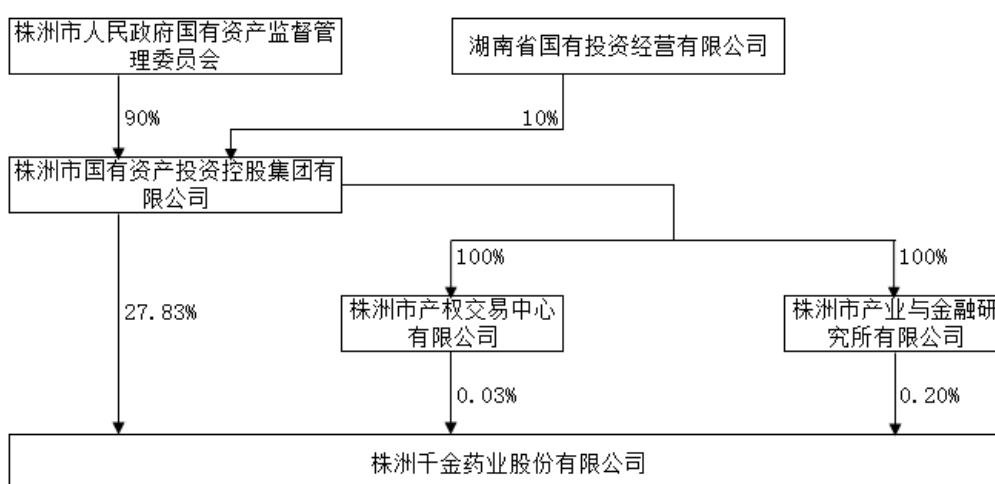 株洲市人民政府国有资产监督管
理委员会
湖南省国有投资经营有限公司
90%
10%
株洲市国有资产投资控股集团有
限公司
100%
100%
27.83%
株洲市产权交易中心
有限公司
株洲市产业与金融研
究所有限公司
0.03%
0.20%
株洲千金药业股份有限公司